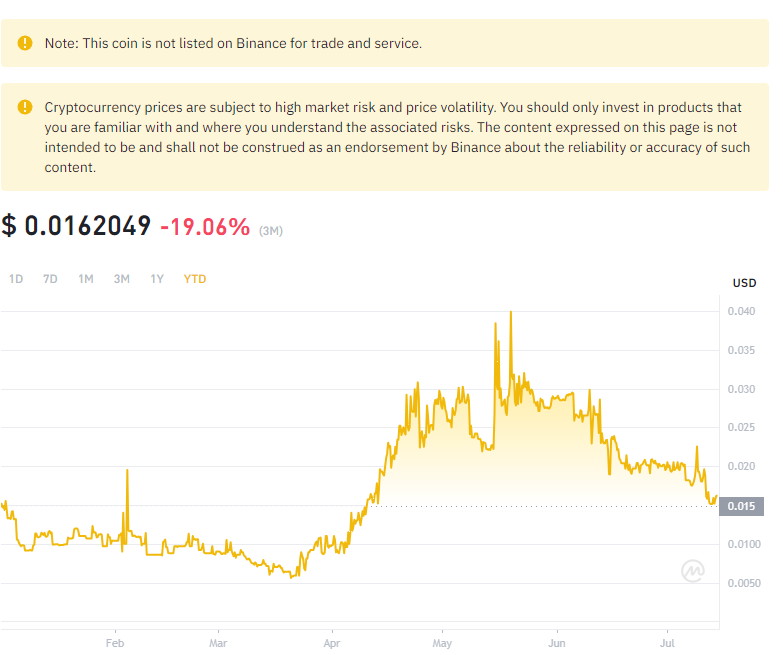 Note: This coin is not listed on Binance for trade and service.
Cryptocurrency prices are subject to high market risk and price volatility. You should only invest in products that
you are familiar with and where you understand the associated risks. The content expressed on this page is not
intended to be and shall not be construed as an endorsement by Binance about the reliability or accuracy of such
content.
$ 0.0162049 -19.06% (3M)
1D 7D 1M 3M 1Y YTD
USD
0.040
0.035
0.030
0.025
0.020
0.015
0.0100
0.0050
Feb Mar Apr May Jun Jul